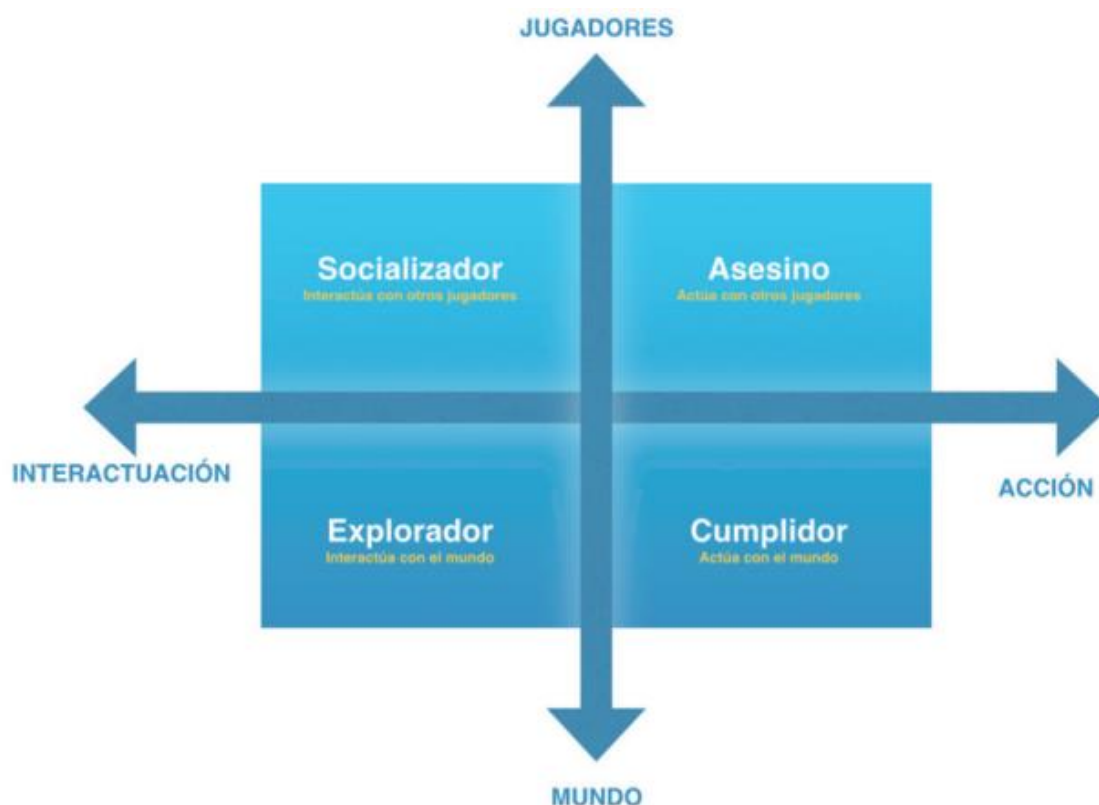 JUGADORES
Socializador
Interactúa con otros jugadores
Asesino
Actúa con otros jugadores
INTERACTUACIÓN
ACCIÓN
Explorador
Interactúa con el mundo
Cumplidor
Actúa con el mundo
MUNDO